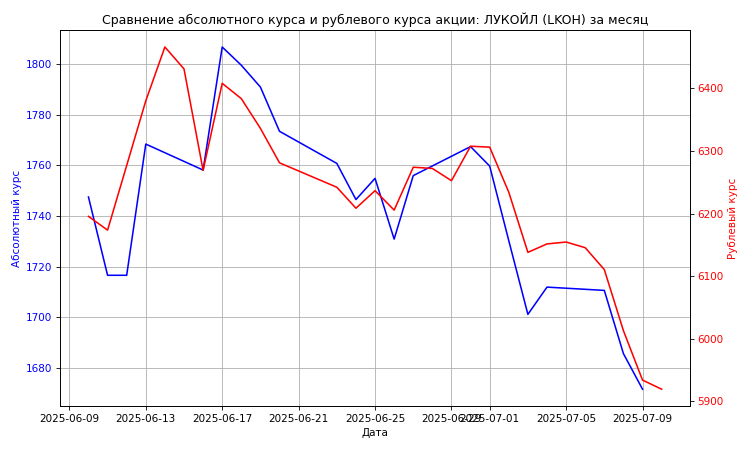 Сравнение абсолютного курса и рублевого курса акции: ЛУКОЙЛ (LKOH) за месяц
Абсолютный курс
1800
1780
1760
1740
1720
1700
1680
6400
6300
6200
6100
6000
5900
Рублевый курс
2025-06-09 2025-06-13 2025-06-17 2025-06-21 2025-06-25 2025-06-29 2025-07-01 2025-07-05 2025-07-09
Дата